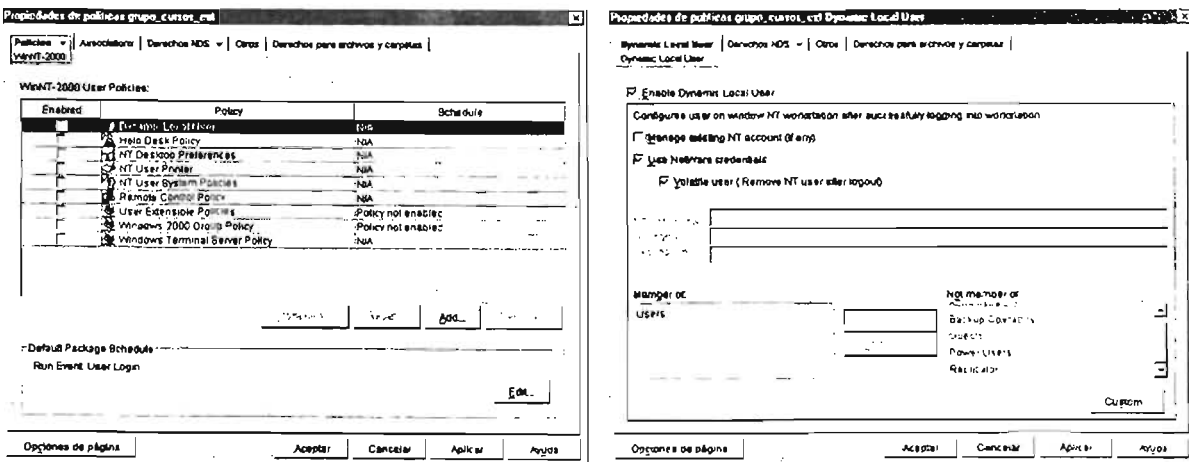 Propiedades de políticas grupo_cursos_ext
Policies
Associations
Derechos NDS
Otros
Derechos para archivos y carpetas
WinNT-2000
WinNT-2000 User Policies:
Enabled
Policy
Schedule
Dynamic Local User
N/A
Help Desk Policy
N/A
NT Desktop Preferences
N/A
NT User Printer
N/A
NT User System Policies
N/A
Remote Control Policy
N/A
User Extensible Policies
Policy not enabled
Windows 2000 Group Policy
Policy not enabled
Windows Terminal Server Policy
N/A
Add...
Default Package Schedule
Run Event: User Login
Edit...
Opciones de página
Aceptar
Cancelar
Aplicar
Ayuda
Propiedades de políticas grupo_cursos_ext Dynamic Local User
Dynamic Local User
Derechos NDS
Otros
Derechos para archivos y carpetas
Dynamic Local User
Enable Dynamic Local User
Configures user on window NT workstation after successfully logging into workstation
Manage existing NT account (if any)
Use NetWare credentials
Volatile user (Remove NT user after logout)
Member of:
Not member of:
Users
Backup Operators
Guests
Power Users
Replicator
Custom
Opciones de página
Aceptar
Cancelar
Aplicar
Ayuda